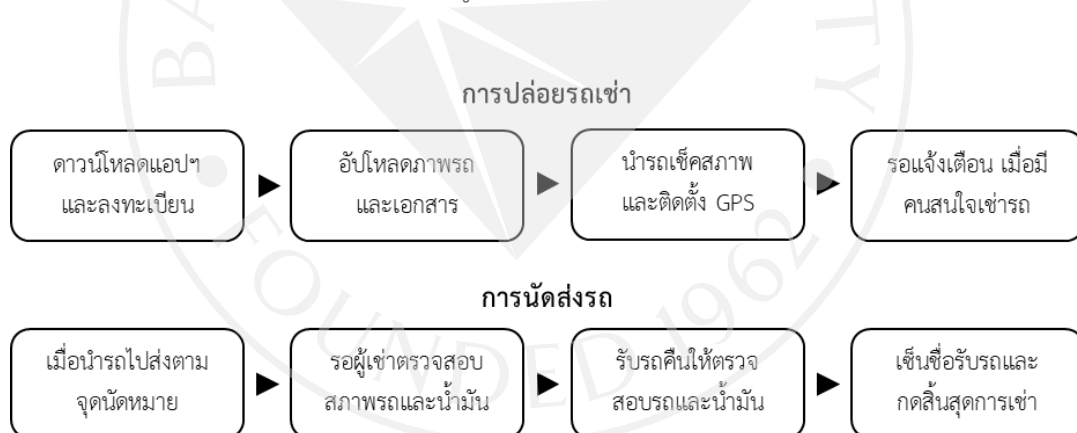 การปล่อยรถเช่า
ดาวน์โหลดแอปฯ
และลงทะเบียน
อัปโหลดภาพรถ
และเอกสาร
นำรถเช็คสภาพ
และติดตั้ง GPS
รอแจ้งเตือน เมื่อมี
คนสนใจเช่ารถ
การนัดส่งรถ
เมื่อนำรถไปส่งตาม
จุดนัดหมาย
รอผู้เช่าตรวจสอบ
สภาพรถและน้ำมัน
รับรถคืนให้ตรวจ
สอบรถและน้ำมัน
เซ็นชื่อรับรถและ
กดสิ้นสุดการเช่า
FOUNDED 1962